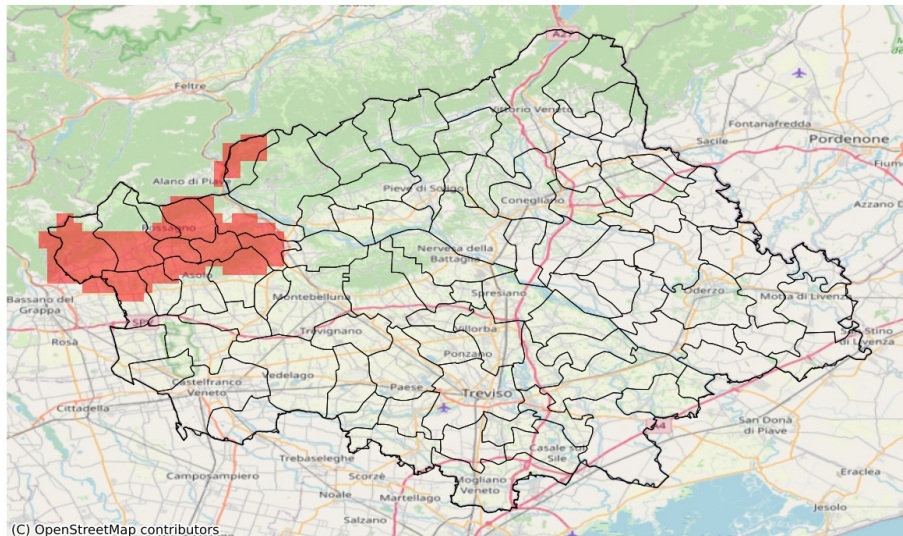 A27
Feltre
Vittorio Veneto
Fontanafredda
Pordenone
Sacile
Fiume
Alano di Piave
Pieve di Soligo
Conegliano
Azzano D
Possagno
Nervesa della
Battaglia
Asolo
Bassano del
Grappa
Montebelluna
Spresiano
Oderzo
Motta di Livenza
SPV
Rosà
Trevignano
Villorba
San Stino
di Livenza
Ponzano
Castelfranco
Veneto
Vedelago
Paese
Treviso
Cittadella
A4
San Donà
di Piave
Trebaseleghe
Casale sul
Sile
Camposampiero
Scorzè
Mogliano
Veneto
Eraclea
Noale
Martellago
Jesolo
Salzano
(C) OpenStreetMap contributors